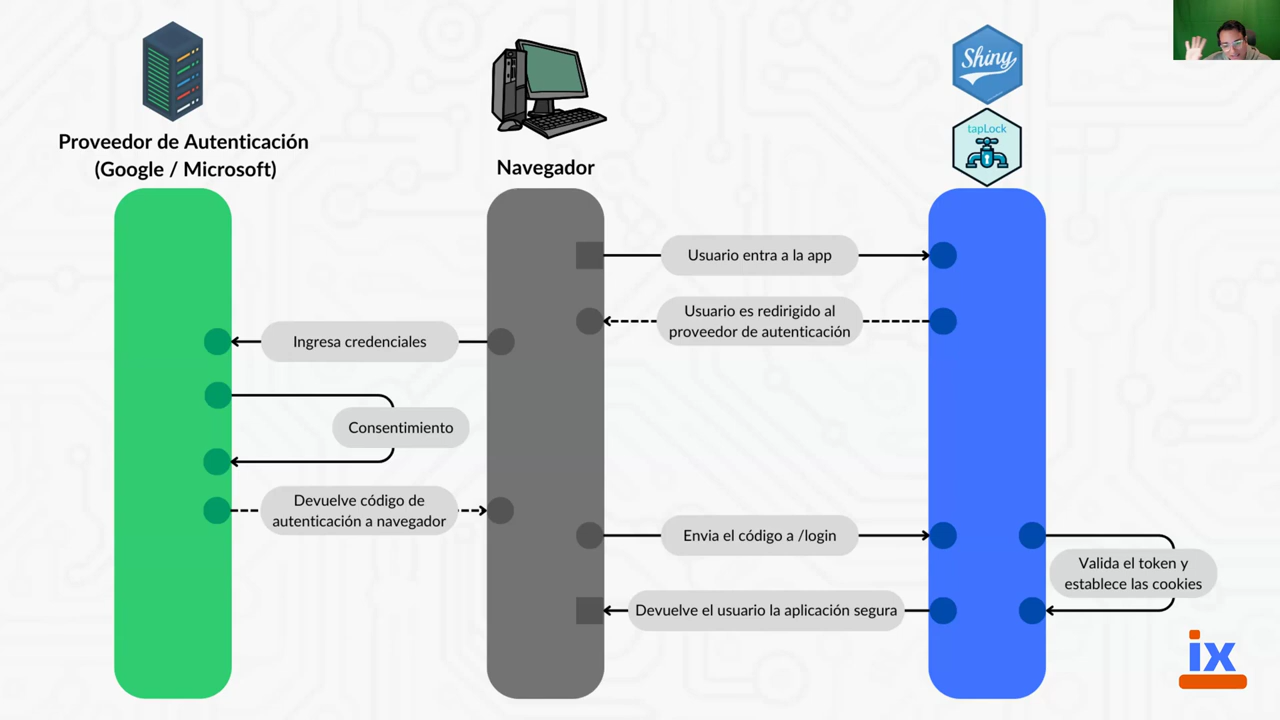 Shiny
tapLock
Proveedor de Autenticación
(Google / Microsoft)
Navegador
Usuario entra a la app
Usuario es redirigido al
proveedor de autenticación
Ingresa credenciales
Consentimiento
Devuelve código de
autenticación a navegador
Envia el código a /login
Valida el token y
establece las cookies
Devuelve el usuario la aplicación segura
ix